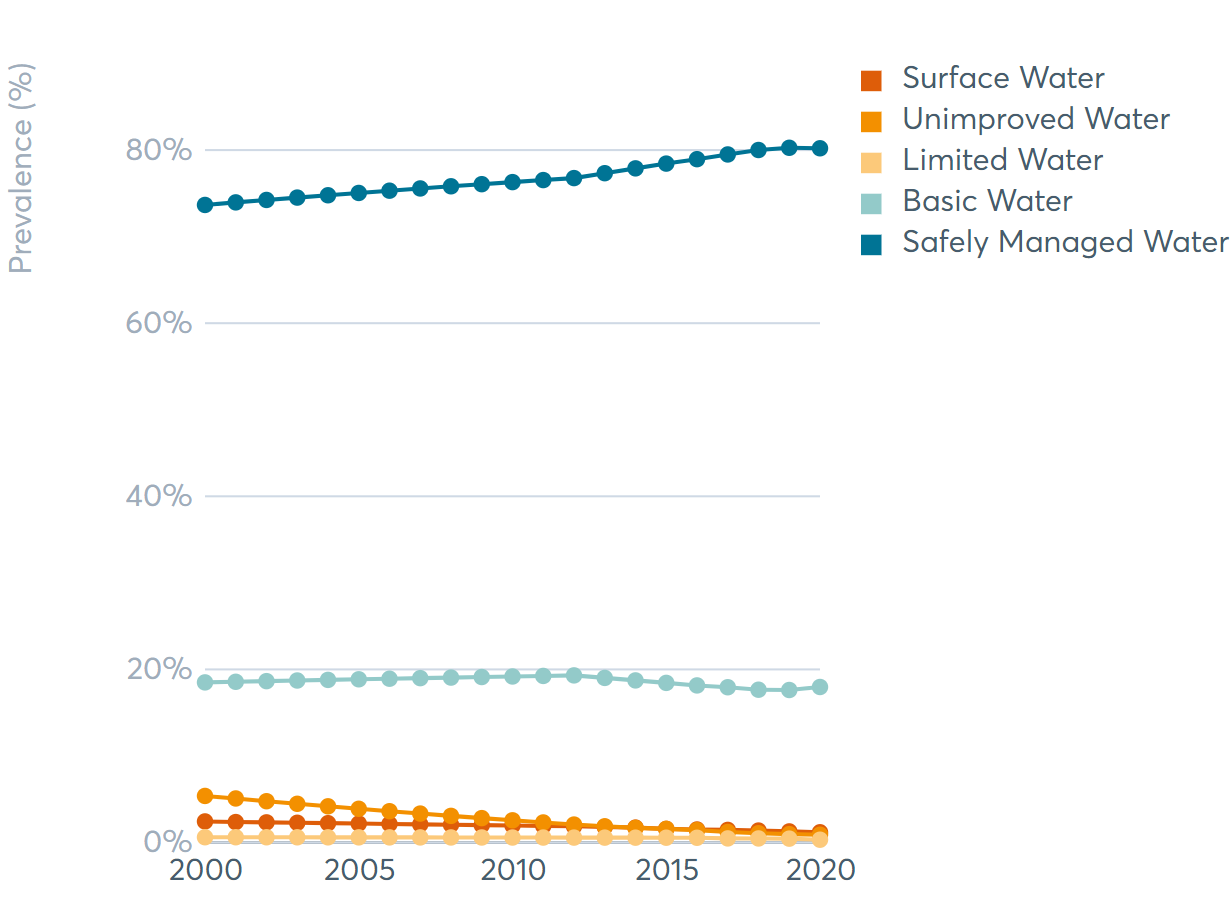 Prevalence (%)
80%
60%
40%
20%
0%
2000 2005 2010 2015 2020
Surface Water
Unimproved Water
Limited Water
Basic Water
Safely Managed Water